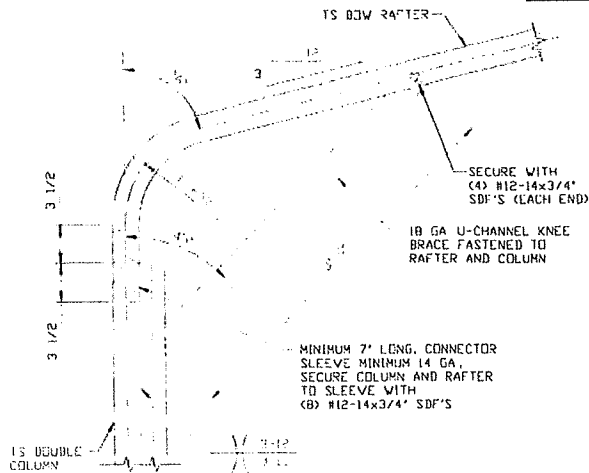 TS BOW RAFTER
12
3
SECURE WITH
(4) #12-14x3/4"
SDF'S (EACH END)
18 GA U-CHANNEL KNEE
BRACE FASTENED TO
RAFTER AND COLUMN
3 1/2
3 1/2
MINIMUM 7" LONG, CONNECTOR
SLEEVE MINIMUM 14 GA,
SECURE COLUMN AND RAFTER
TO SLEEVE WITH
(8) #12-14x3/4" SDF'S
TS DOUBLE
COLUMN